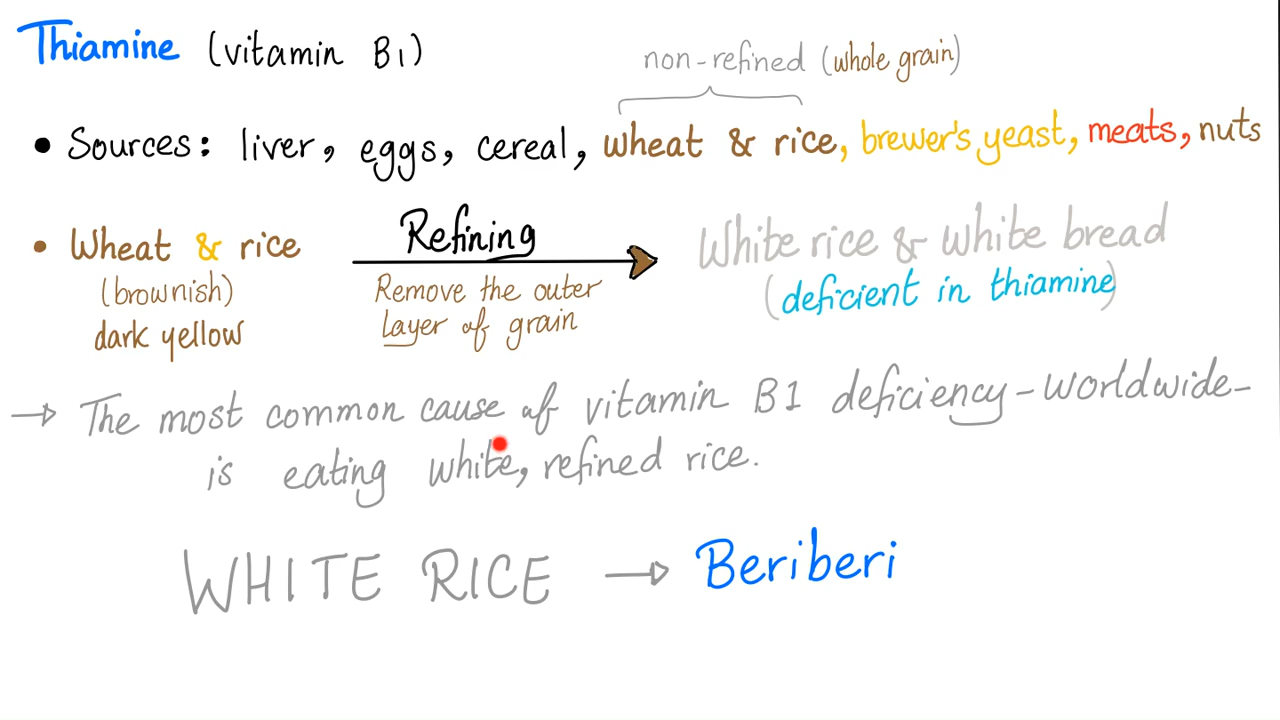 Thiamine (vitamin B1)
non-refined (whole grain)
• Sources: liver, eggs, cereal, wheat & rice, brewer's yeast, meats, nuts
• Wheat & rice
(brownish)
dark yellow
Refining
Remove the outer
layer of grain
White rice & white bread
(deficient in thiamine)
→ The most common cause of vitamin B1 deficiency-worldwide-
is eating white, refined rice.
WHITE RICE → Beriberi